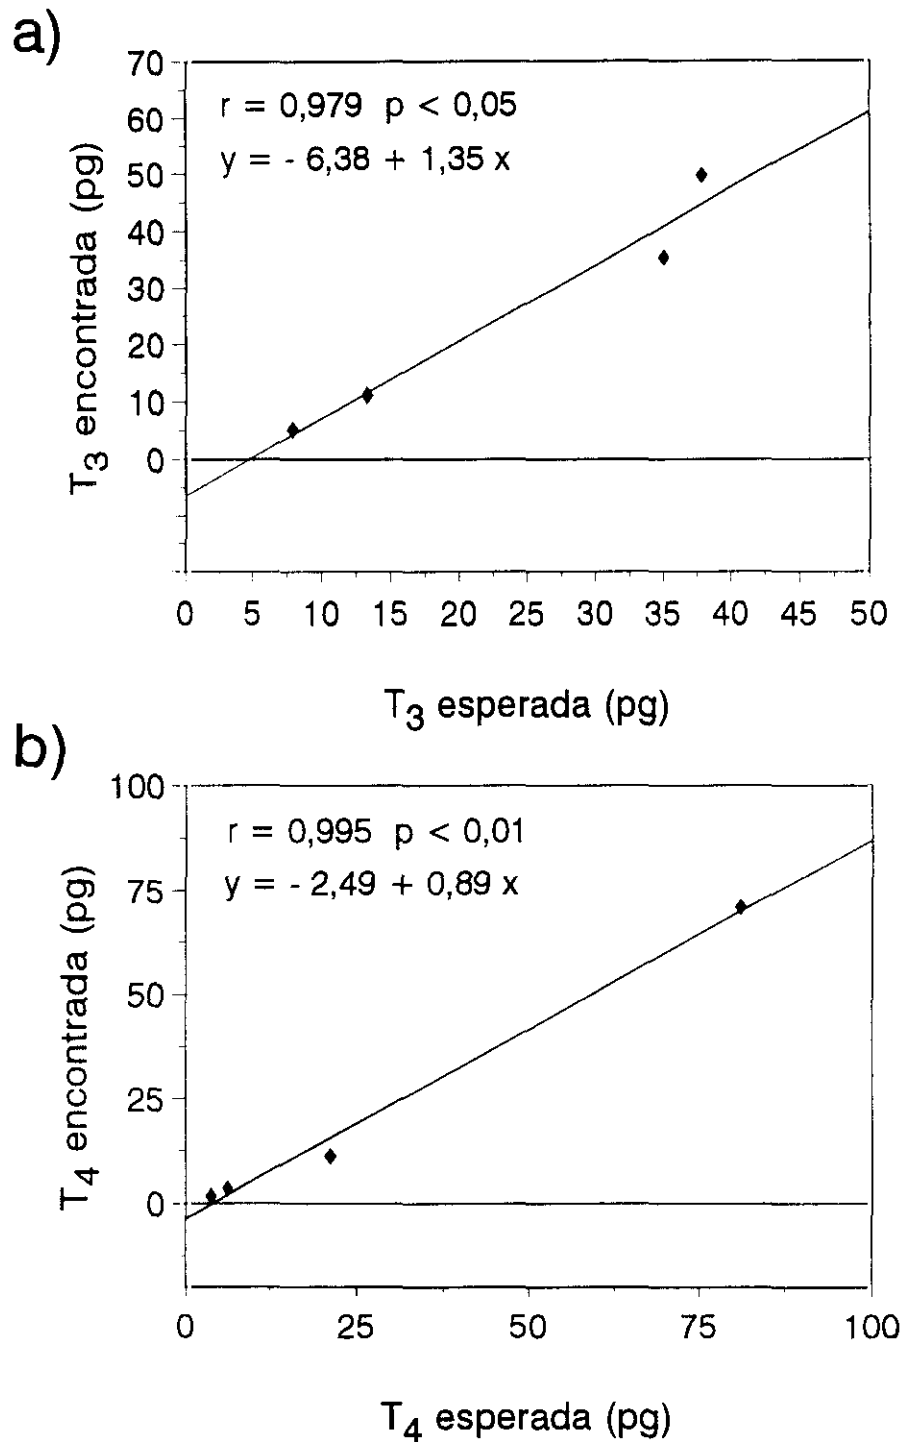 a)
T3 encontrada (pg)
70
60
50
40
30
20
10
0
r = 0,979 p < 0,05
y = - 6,38 + 1,35 x
0 5 10 15 20 25 30 35 40 45 50
T3 esperada (pg)
b)
T4 encontrada (pg)
100
75
50
25
0
r = 0,995 p < 0,01
y = - 2,49 + 0,89 x
0 25 50 75 100
T4 esperada (pg)